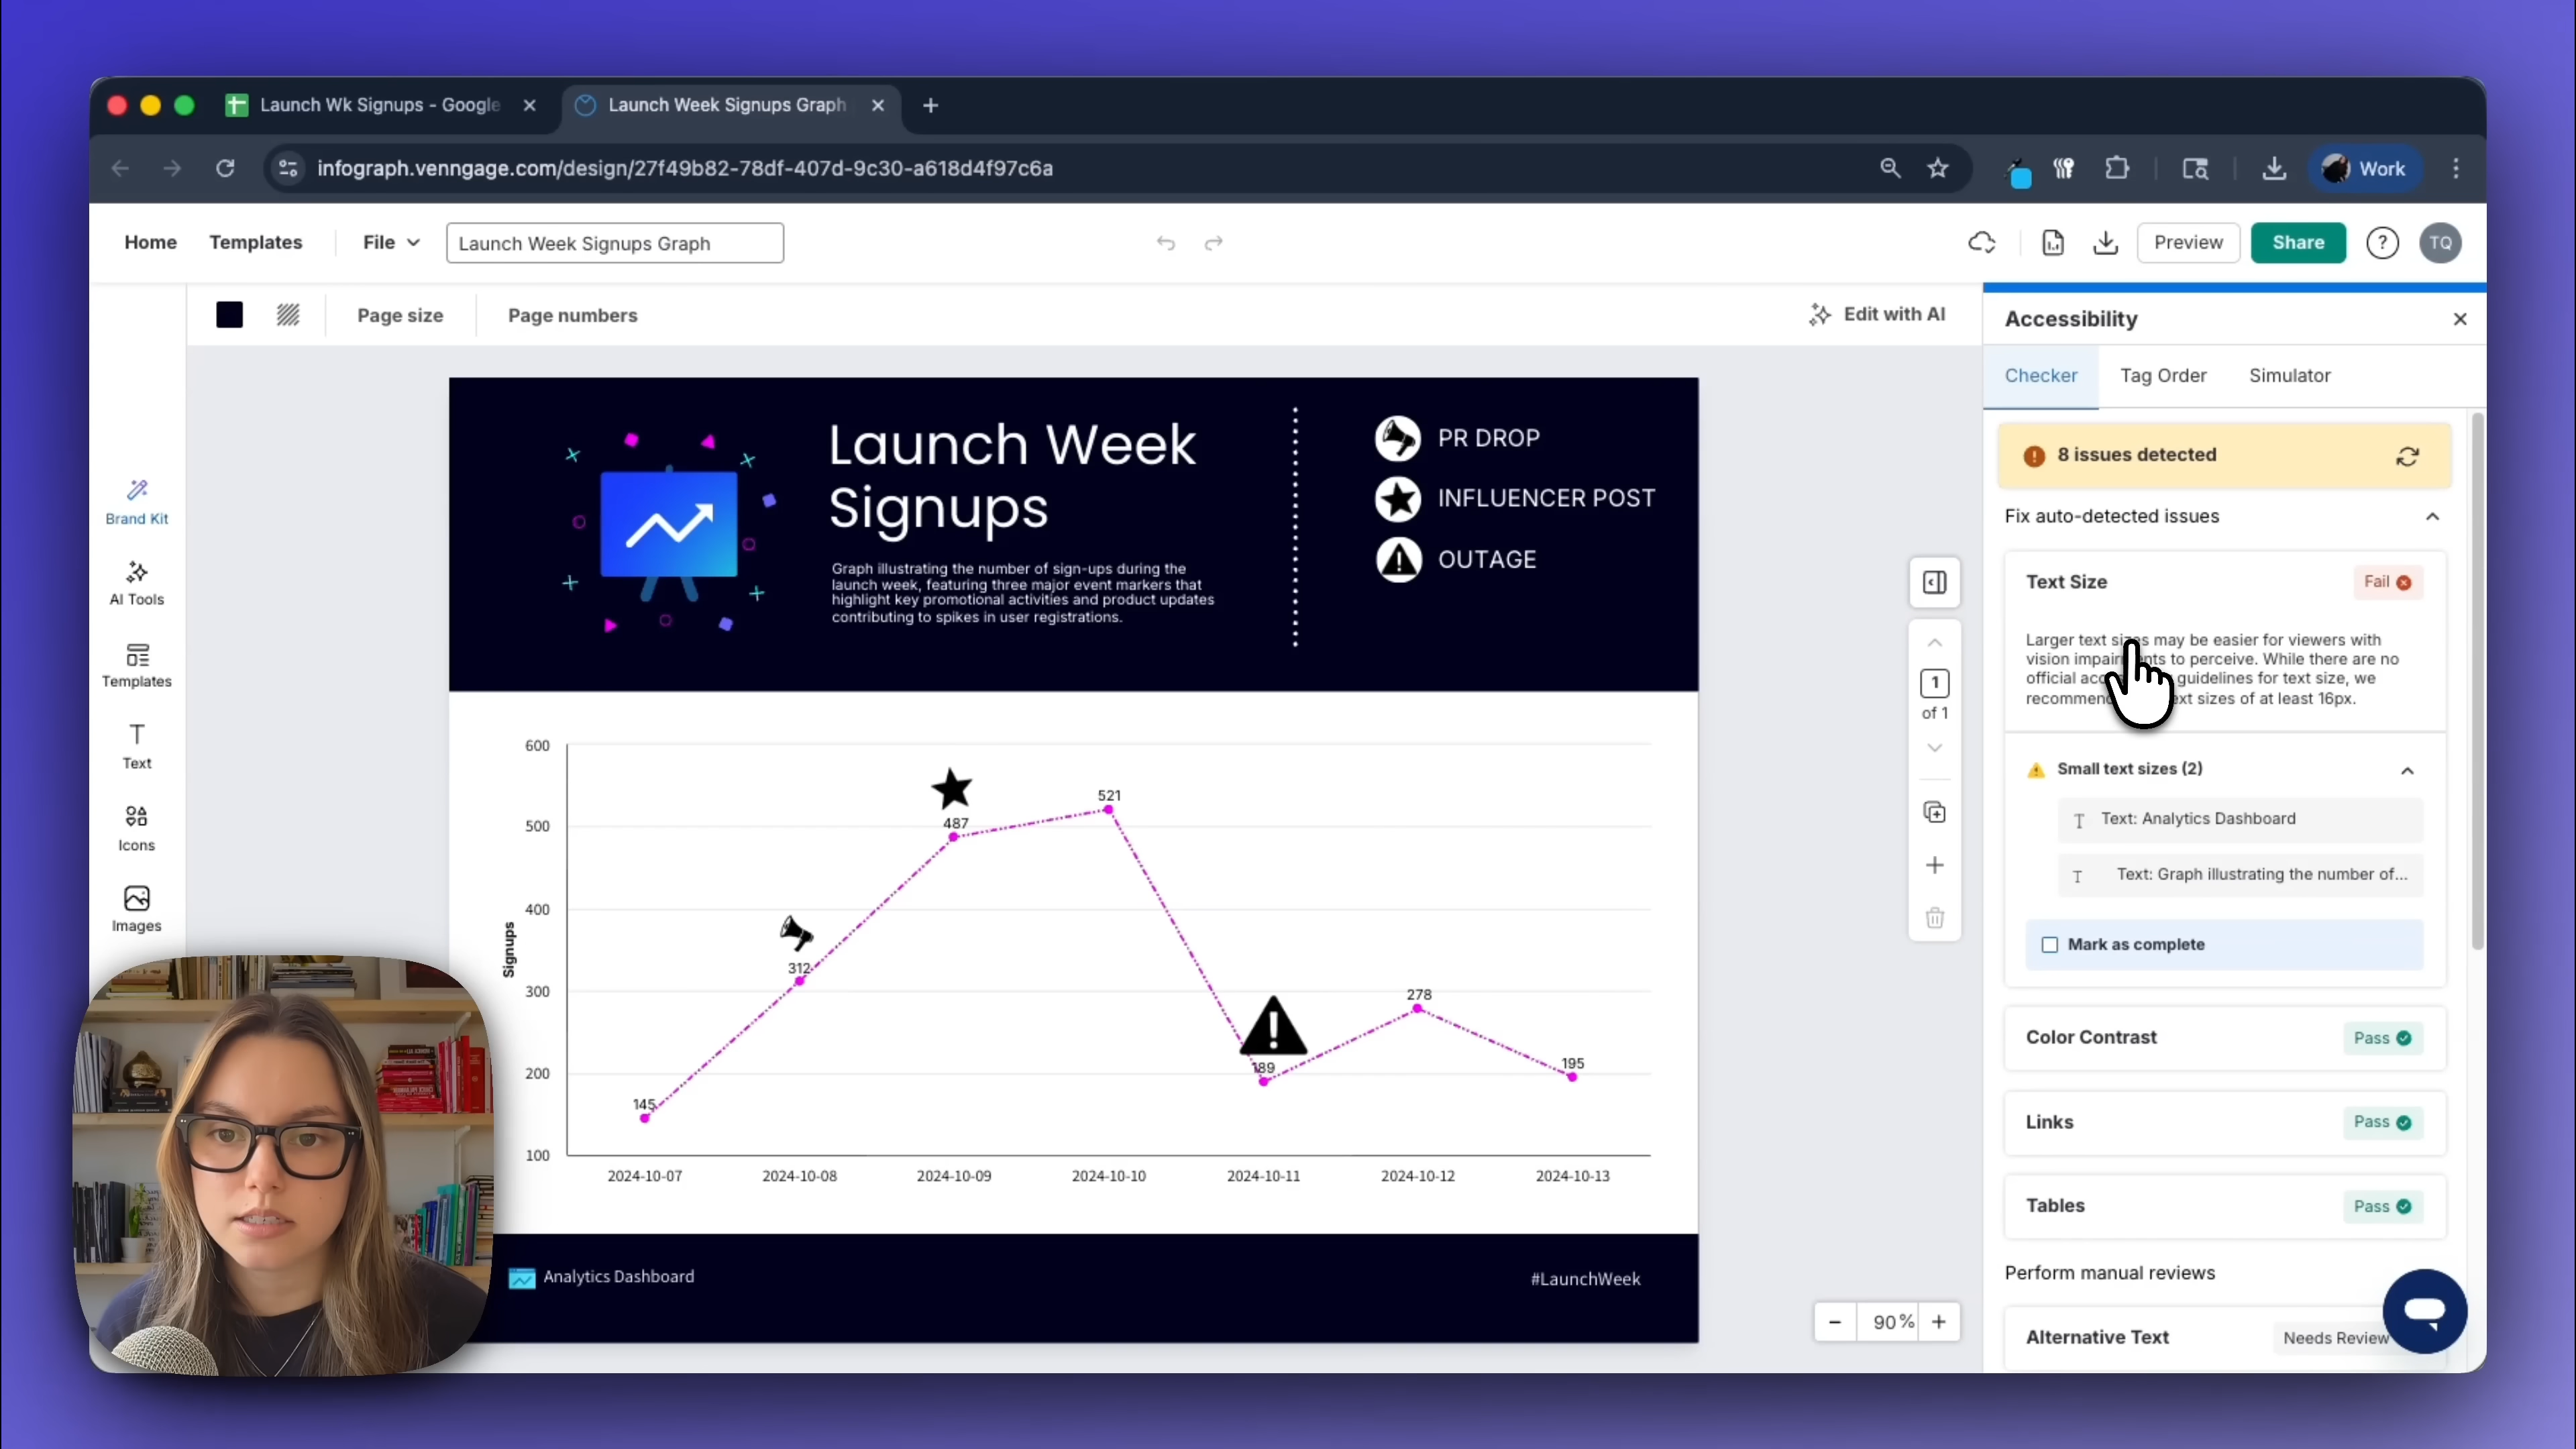 Launch Wk Signups - Google
Launch Week Signups Graph
infograph.venngage.com/design/27f49b82-78df-407d-9c30-a618d4f97c6a
Work
Home
Templates
File
Launch Week Signups Graph
Preview
Share
?
TQ
Page size
Page numbers
Edit with AI
Brand Kit
AI Tools
Templates
Text
Icons
Images
Launch Week
Signups
Graph illustrating the number of sign-ups during the
launch week, featuring three major event markers that
highlight key promotional activities and product updates
contributing to spikes in user registrations.
PR DROP
INFLUENCER POST
OUTAGE
Signups
600
500
400
300
200
100
145
312
487
521
189
278
195
2024-10-07
2024-10-08
2024-10-09
2024-10-10
2024-10-11
2024-10-12
2024-10-13
Analytics Dashboard
#LaunchWeek
1
of 1
90%
Accessibility
Checker
Tag Order
Simulator
8 issues detected
Fix auto-detected issues
Text Size
Fail
Larger text sizes may be easier for viewers with
vision impairments to perceive. While there are no
official guidelines for text size, we
recommend text sizes of at least 16px.
Small text sizes (2)
Text: Analytics Dashboard
Text: Graph illustrating the number of...
Mark as complete
Color Contrast
Pass
Links
Pass
Tables
Pass
Perform manual reviews
Alternative Text
Needs Review